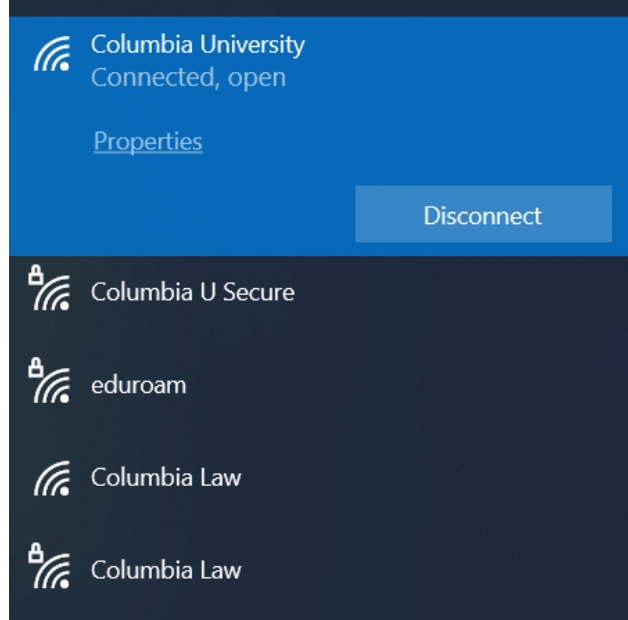 Columbia University
Connected, open
Properties
Disconnect
Columbia U Secure
eduroam
Columbia Law
Columbia Law